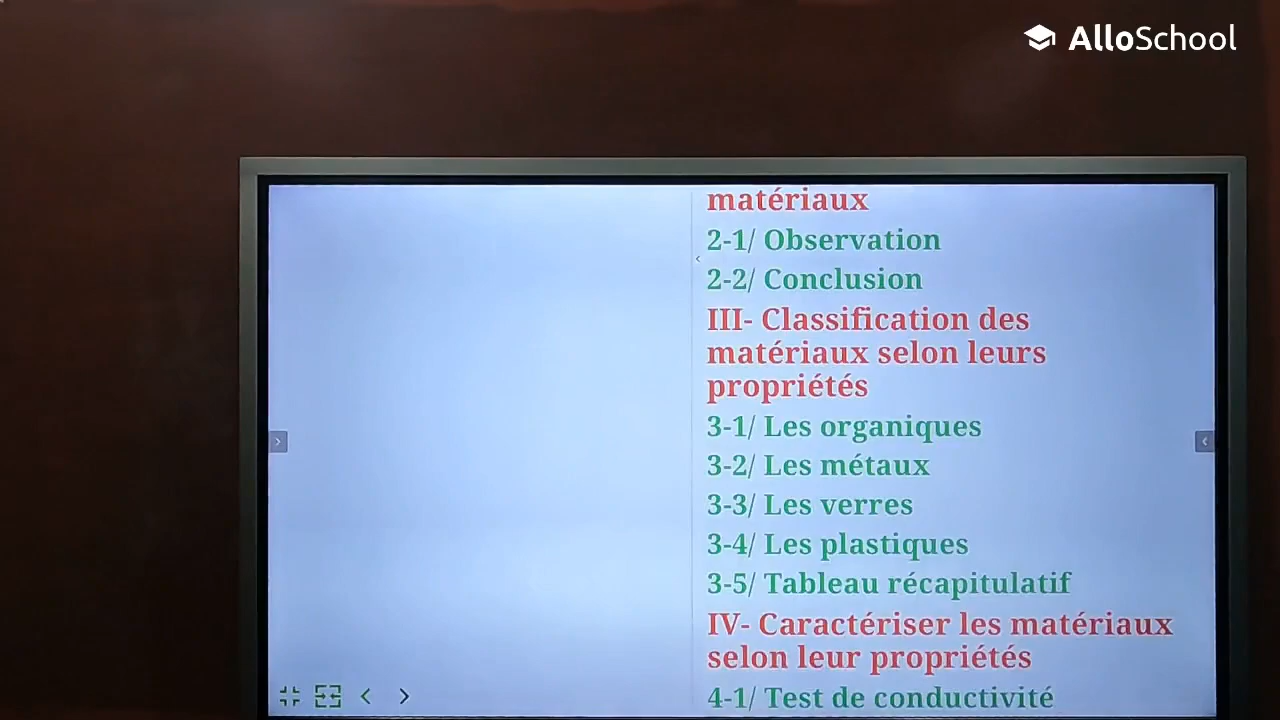 AlloSchool
matériaux
2-1/ Observation
2-2/ Conclusion
III- Classification des
matériaux selon leurs
propriétés
3-1/ Les organiques
3-2/ Les métaux
3-3/ Les verres
3-4/ Les plastiques
3-5/ Tableau récapitulatif
IV- Caractériser les matériaux
selon leur propriétés
4-1/ Test de conductivité